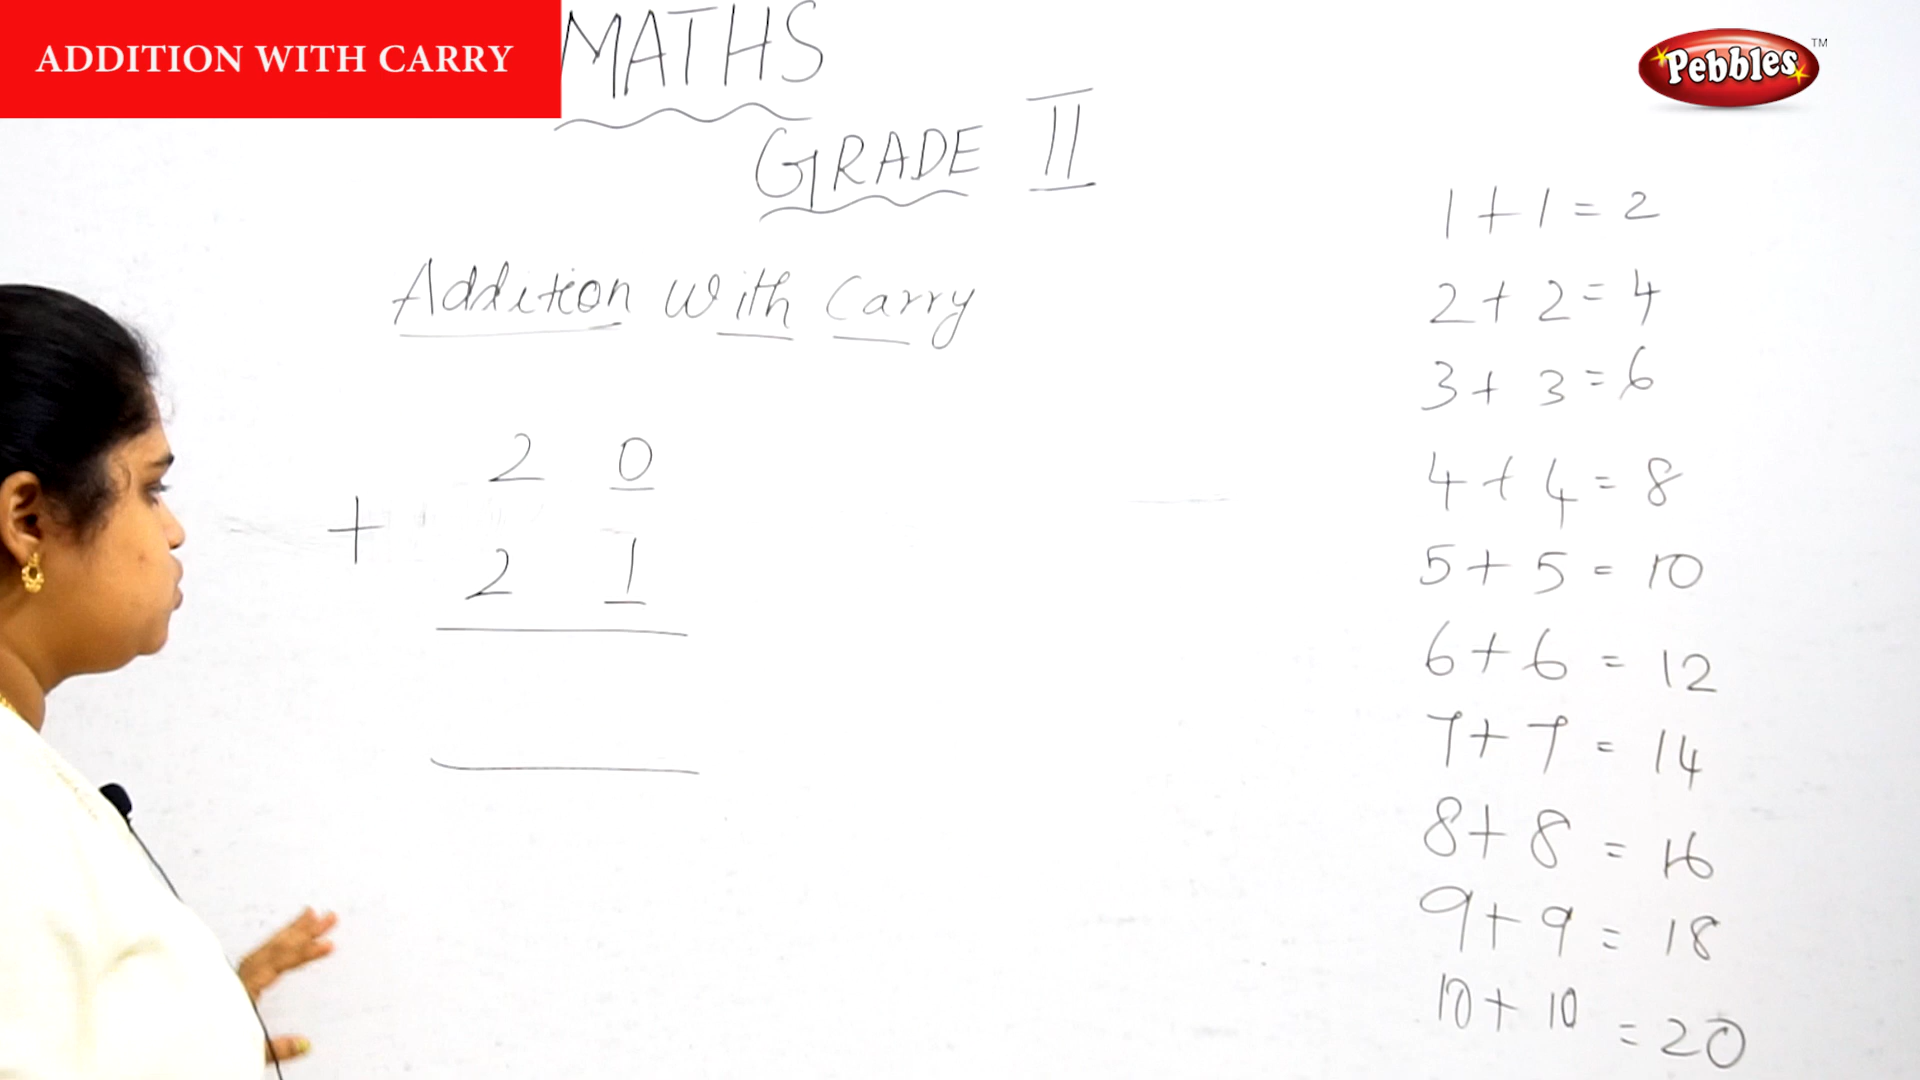 ADDITION WITH CARRY
MATHS
Pebbles TM
GRADE II
Addition With Carry
2 0
+
2 1
1 + 1 = 2
2 + 2 = 4
3 + 3 = 6
4 + 4 = 8
5 + 5 = 10
6 + 6 = 12
7 + 7 = 14
8 + 8 = 16
9 + 9 = 18
10 + 10 = 20